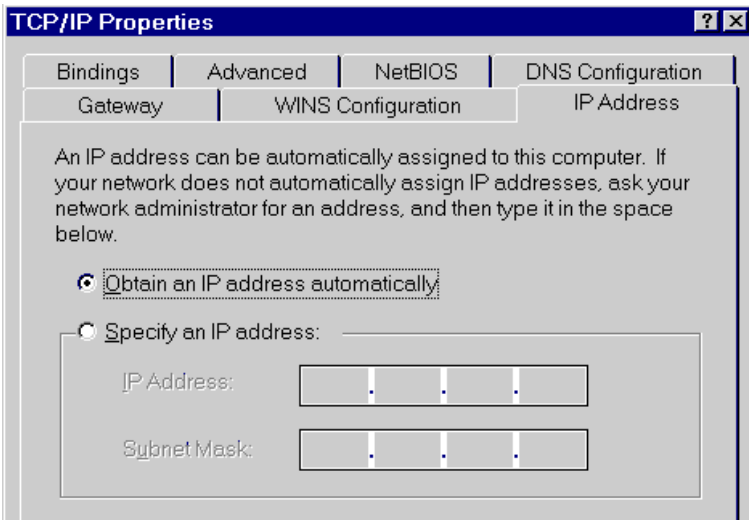 TCP/IP Properties
Bindings Advanced NetBIOS DNS Configuration
Gateway WINS Configuration IP Address
An IP address can be automatically assigned to this computer. If
your network does not automatically assign IP addresses, ask your
network administrator for an address, and then type it in the space
below.
Obtain an IP address automatically
Specify an IP address:
IP Address:
. . .
Subnet Mask:
. . .